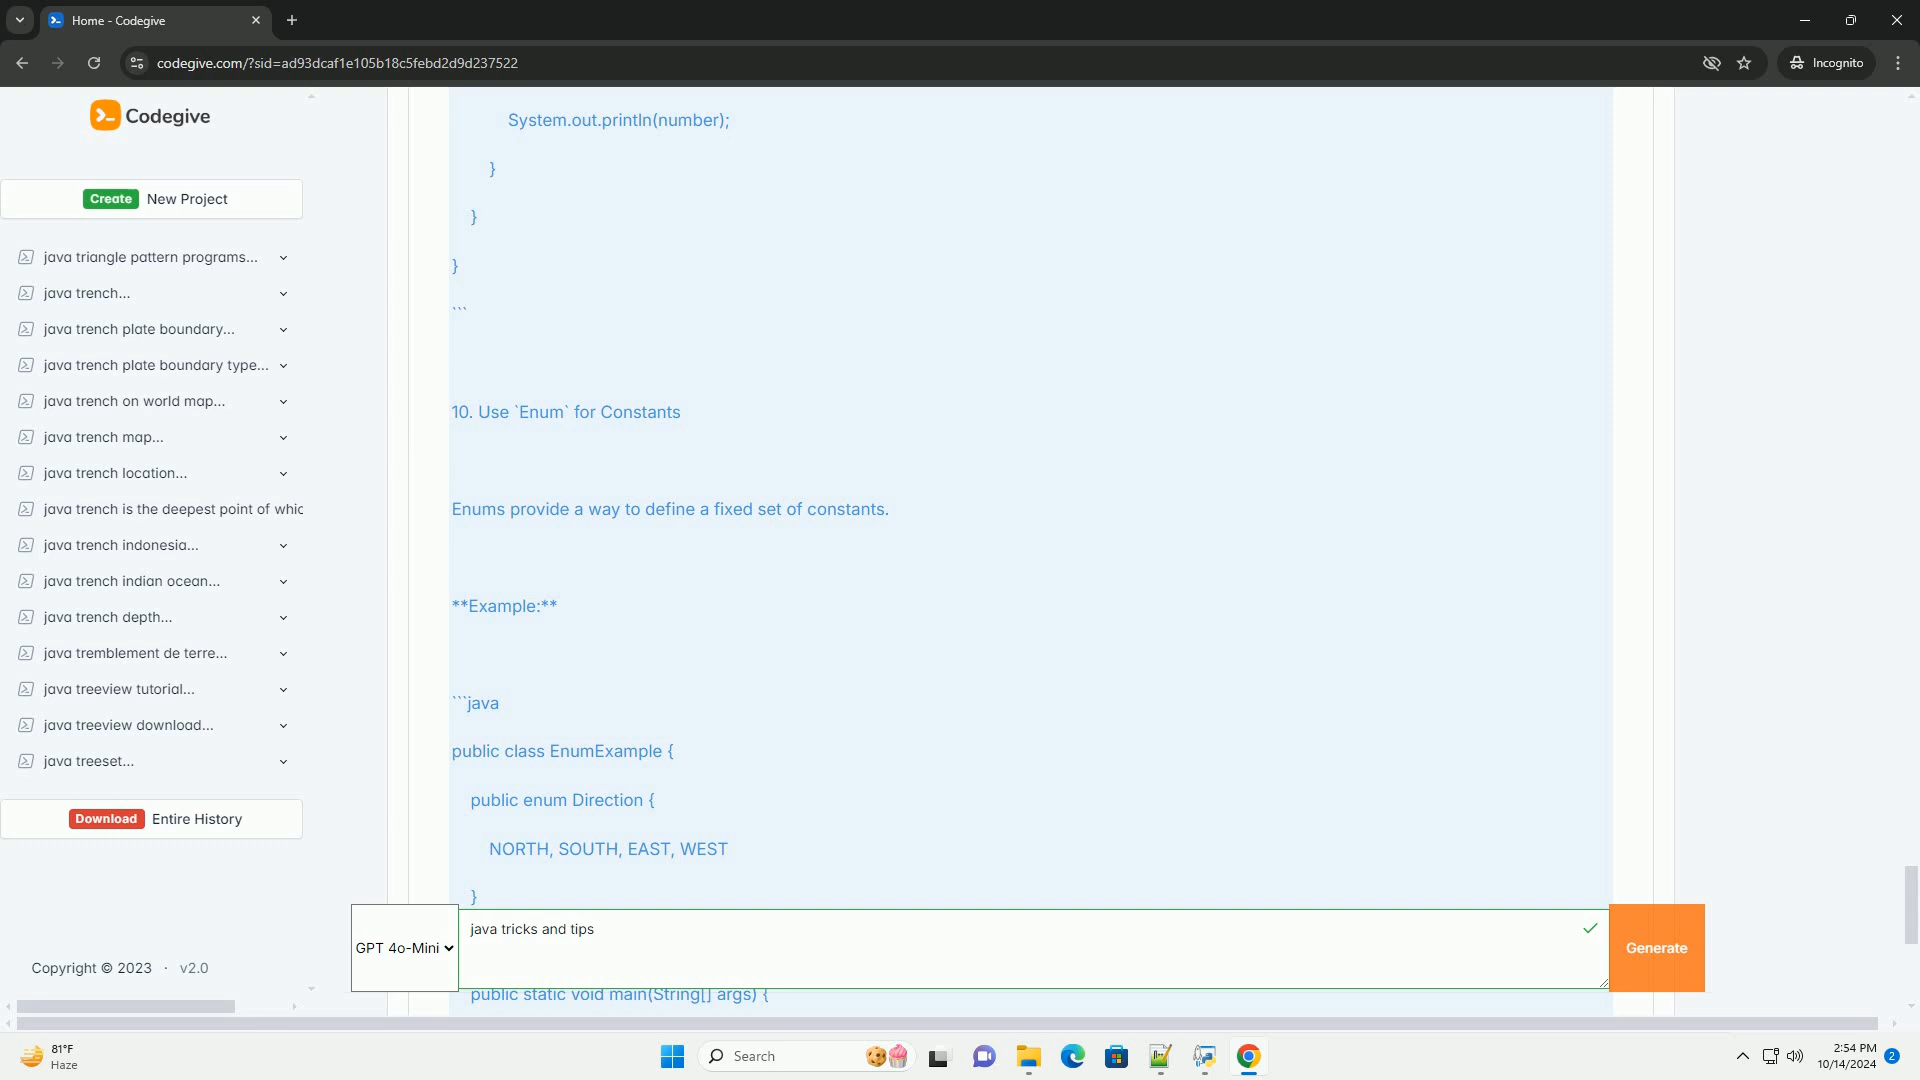 Home - Codegive
codegive.com/?sid=ad93dcaf1e105b18c5febd2d9d237522
Incognito
Codegive
Create New Project
java triangle pattern programs...
java trench...
java trench plate boundary...
java trench plate boundary type...
java trench on world map...
java trench map...
java trench location...
java trench is the deepest point of whic
java trench indonesia...
java trench indian ocean...
java trench depth...
java tremblement de terre...
java treeview tutorial...
java treeview download...
java treeset...
Download Entire History
Copyright © 2023 · v2.0
System.out.println(number);
}
}
}
```
10. Use `Enum` for Constants
Enums provide a way to define a fixed set of constants.
**Example:**
```java
public class EnumExample {
public enum Direction {
NORTH, SOUTH, EAST, WEST
}
GPT 4o-Mini
java tricks and tips
Generate
public static void main(String[] args) {
81°F
Haze
Search
2:54 PM
10/14/2024
2